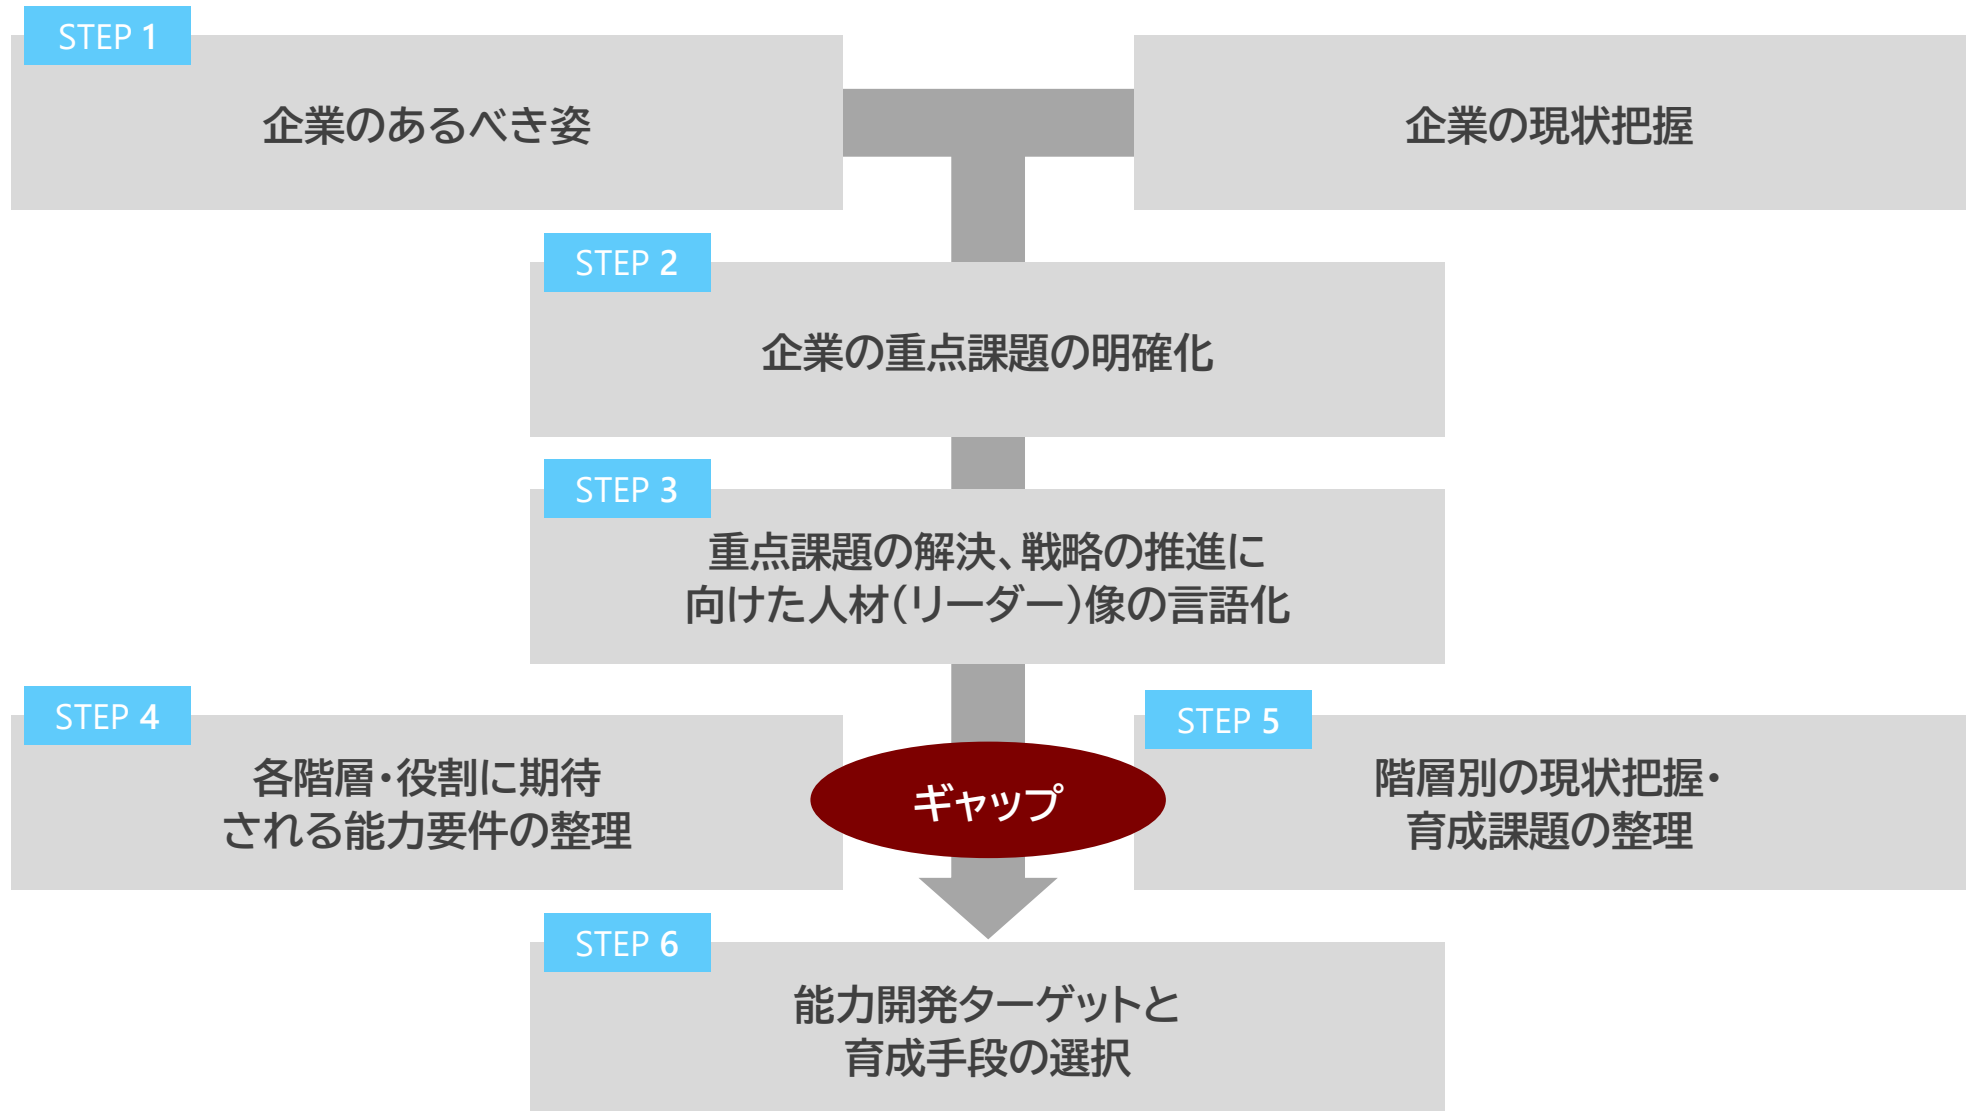 STEP 1
企業のあるべき姿
企業の現状把握
STEP 2
企業の重点課題の明確化
STEP 3
重点課題の解決、戦略の推進に
向けた人材(リーダー)像の言語化
STEP 4
各階層・役割に期待
される能力要件の整理
ギャップ
STEP 5
階層別の現状把握・
育成課題の整理
STEP 6
能力開発ターゲットと
育成手段の選択